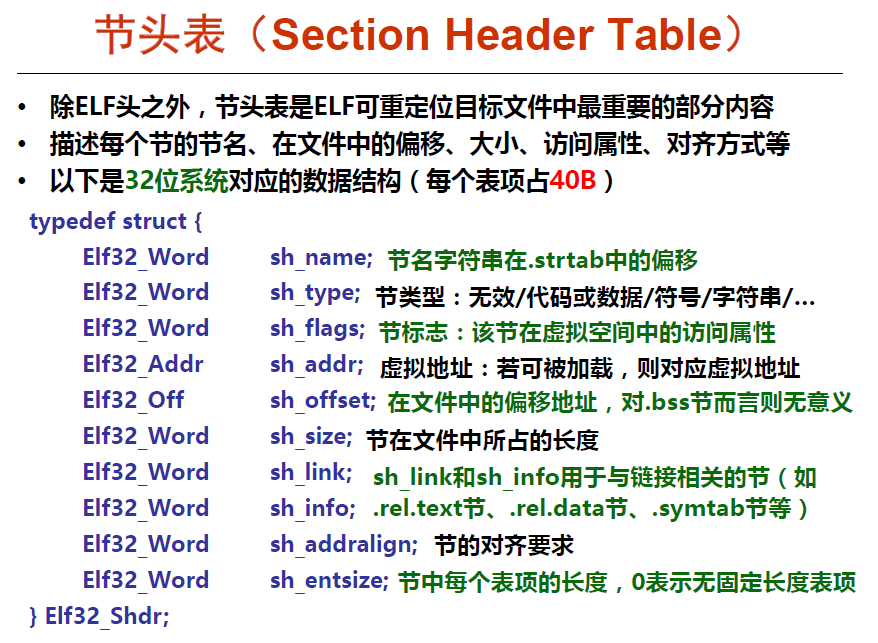 节头表（Section Header Table）
• 除ELF头之外，节头表是ELF可重定位目标文件中最重要的部分内容
• 描述每个节的节名、在文件中的偏移、大小、访问属性、对齐方式等
• 以下是32位系统对应的数据结构（每个表项占40B）
typedef struct {
Elf32_Word sh_name; 节名字符串在.strtab中的偏移
Elf32_Word sh_type; 节类型：无效/代码或数据/符号/字符串/...
Elf32_Word sh_flags; 节标志：该节在虚拟空间中的访问属性
Elf32_Addr sh_addr; 虚拟地址：若可被加载，则对应虚拟地址
Elf32_Off sh_offset; 在文件中的偏移地址，对.bss节而言则无意义
Elf32_Word sh_size; 节在文件中所占的长度
Elf32_Word sh_link; sh_link和sh_info用于与链接相关的节（如
Elf32_Word sh_info; .rel.text节、.rel.data节、.symtab节等）
Elf32_Word sh_addralign; 节的对齐要求
Elf32_Word sh_entsize; 节中每个表项的长度，0表示无固定长度表项
} Elf32_Shdr;